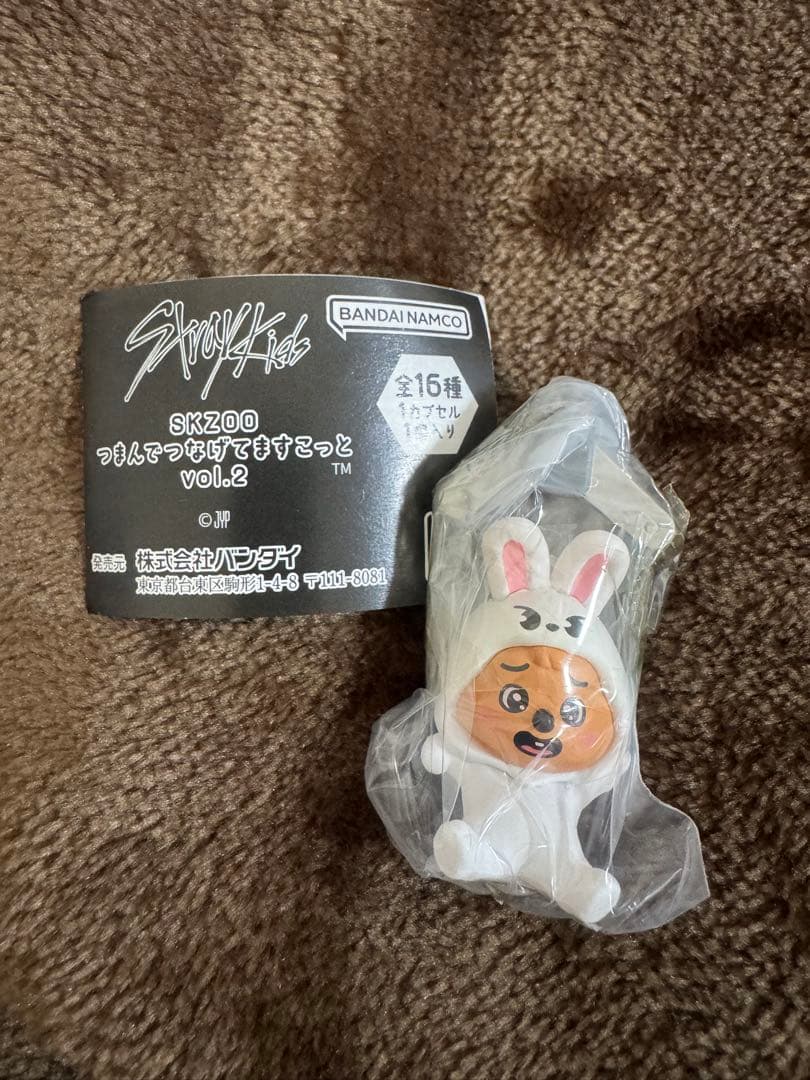 Stray Kids
BANDAI NAMCO
全16種
1カプセル
1個入り
SKZOO
つまんでつなげてますこっと
vol.2
TM
©JYP
発売元 株式会社バンダイ
東京都台東区駒形1-4-8 〒111-8081